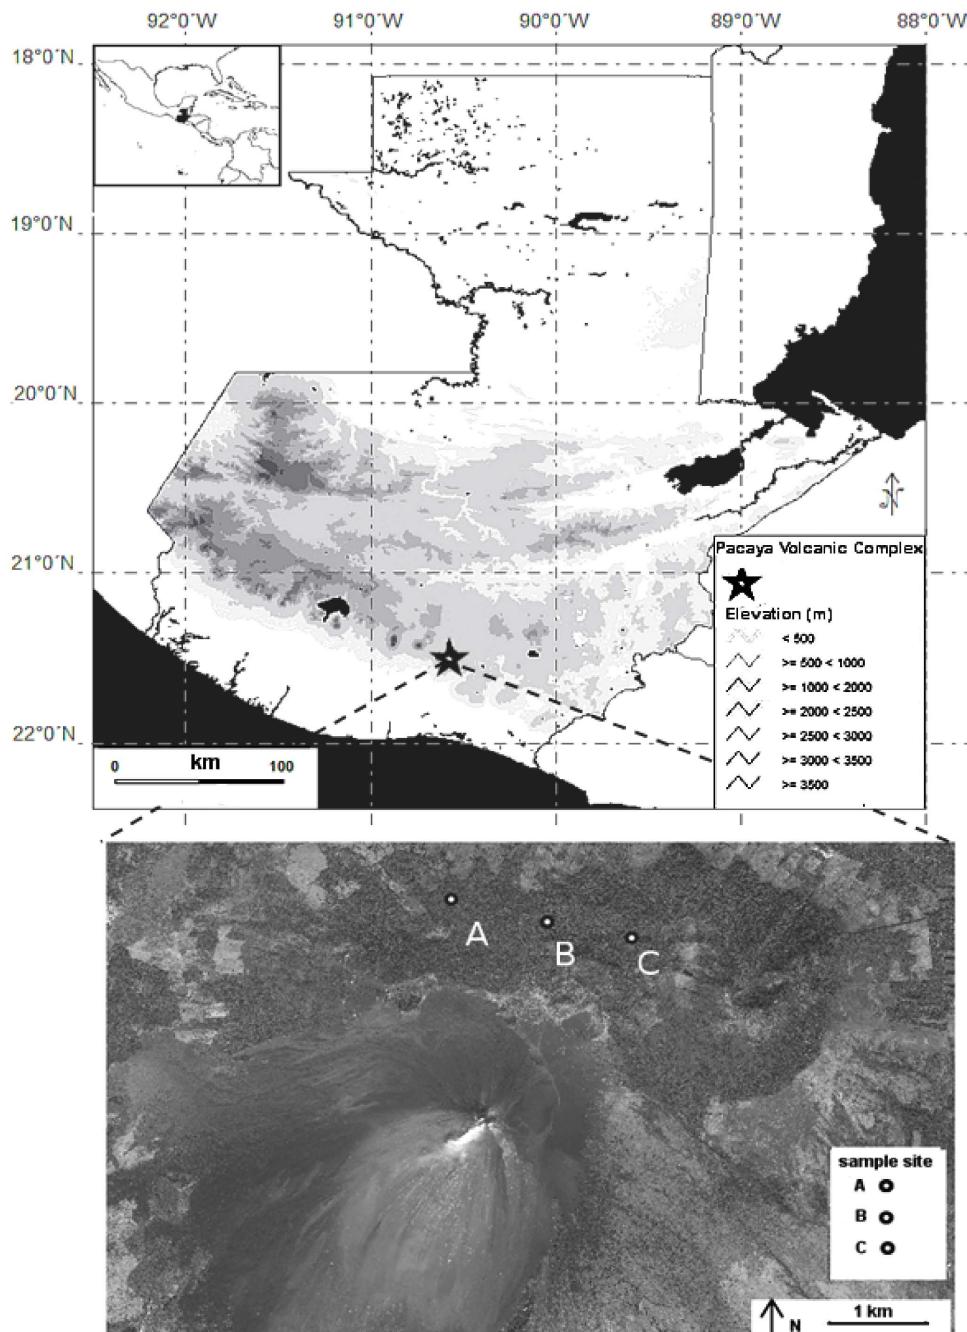 92°0´W 91°0´W 90°0´W 89°0´W 88°0´W
18°0´N
19°0´N
20°0´N
21°0´N
22°0´N
N
Pacaya Volcanic Complex
Elevation (m)
< 500
>= 500 < 1000
>= 1000 < 2000
>= 2000 < 2500
>= 2500 < 3000
>= 3000 < 3500
>= 3500
0 km 100
A
B
C
sample site
A
B
C
N 1 km